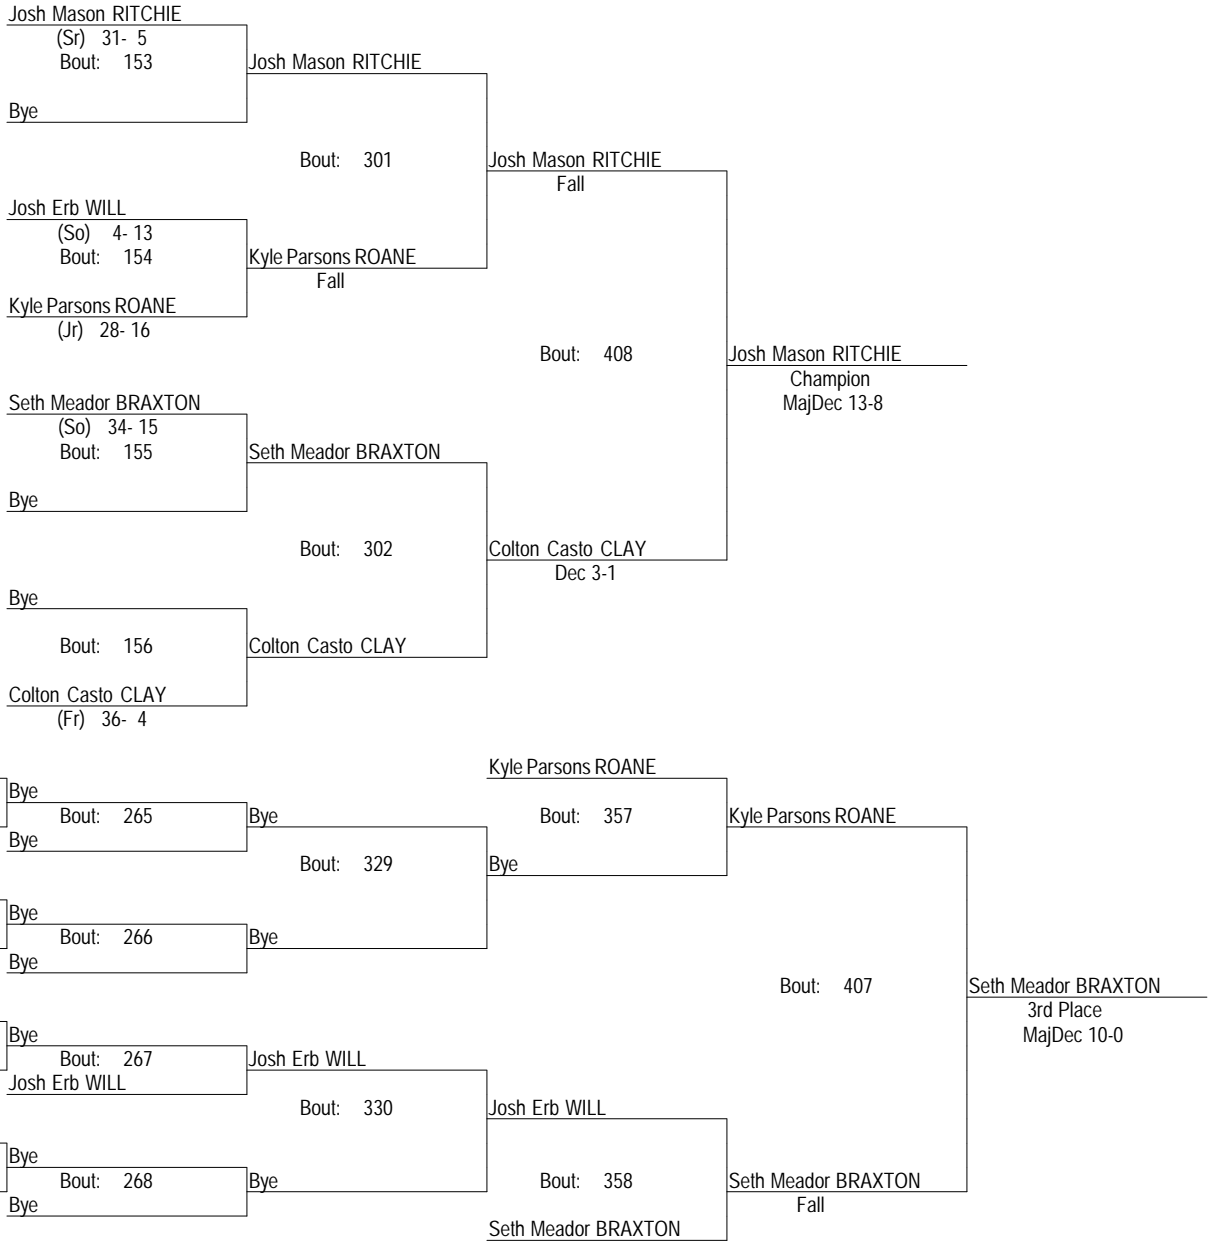 Josh Mason RITCHIE
(Sr) 31- 5
Bout: 153
Josh Mason RITCHIE
Bye
Bout: 301
Josh Mason RITCHIE
Fall
Josh Erb WILL
(So) 4- 13
Bout: 154
Kyle Parsons ROANE
Fall
Kyle Parsons ROANE
(Jr) 28- 16
Bout: 408
Josh Mason RITCHIE
Champion
MajDec 13-8
Seth Meador BRAXTON
(So) 34- 15
Bout: 155
Seth Meador BRAXTON
Bye
Bout: 302
Colton Casto CLAY
Dec 3-1
Bye
Bout: 156
Colton Casto CLAY
Colton Casto CLAY
(Fr) 36- 4
Kyle Parsons ROANE
Bye
Bout: 265
Bye
Bout: 357
Kyle Parsons ROANE
Bye
Bout: 329
Bye
Bye
Bout: 266
Bye
Bye
Bout: 407
Seth Meador BRAXTON
3rd Place
MajDec 10-0
Bye
Bout: 267
Josh Erb WILL
Josh Erb WILL
Bout: 330
Josh Erb WILL
Bye
Bout: 268
Bye
Bout: 358
Seth Meador BRAXTON
Fall
Bye
Seth Meador BRAXTON